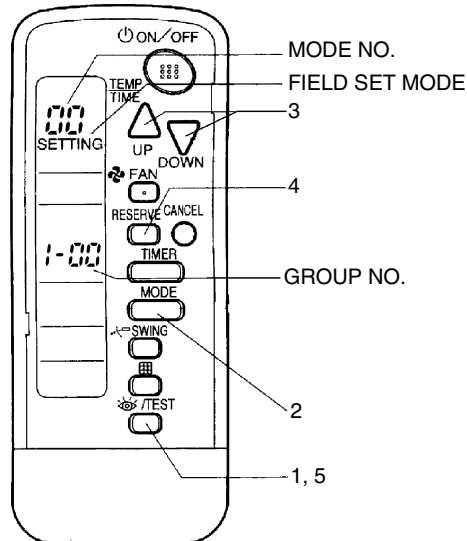 ON/OFF
MODE NO.
FIELD SET MODE
TEMP
TIME
00
SETTING
3
UP
DOWN
FAN
4
RESERVE CANCEL
TIMER
1-00
GROUP NO.
MODE
SWING
2
/TEST
1, 5